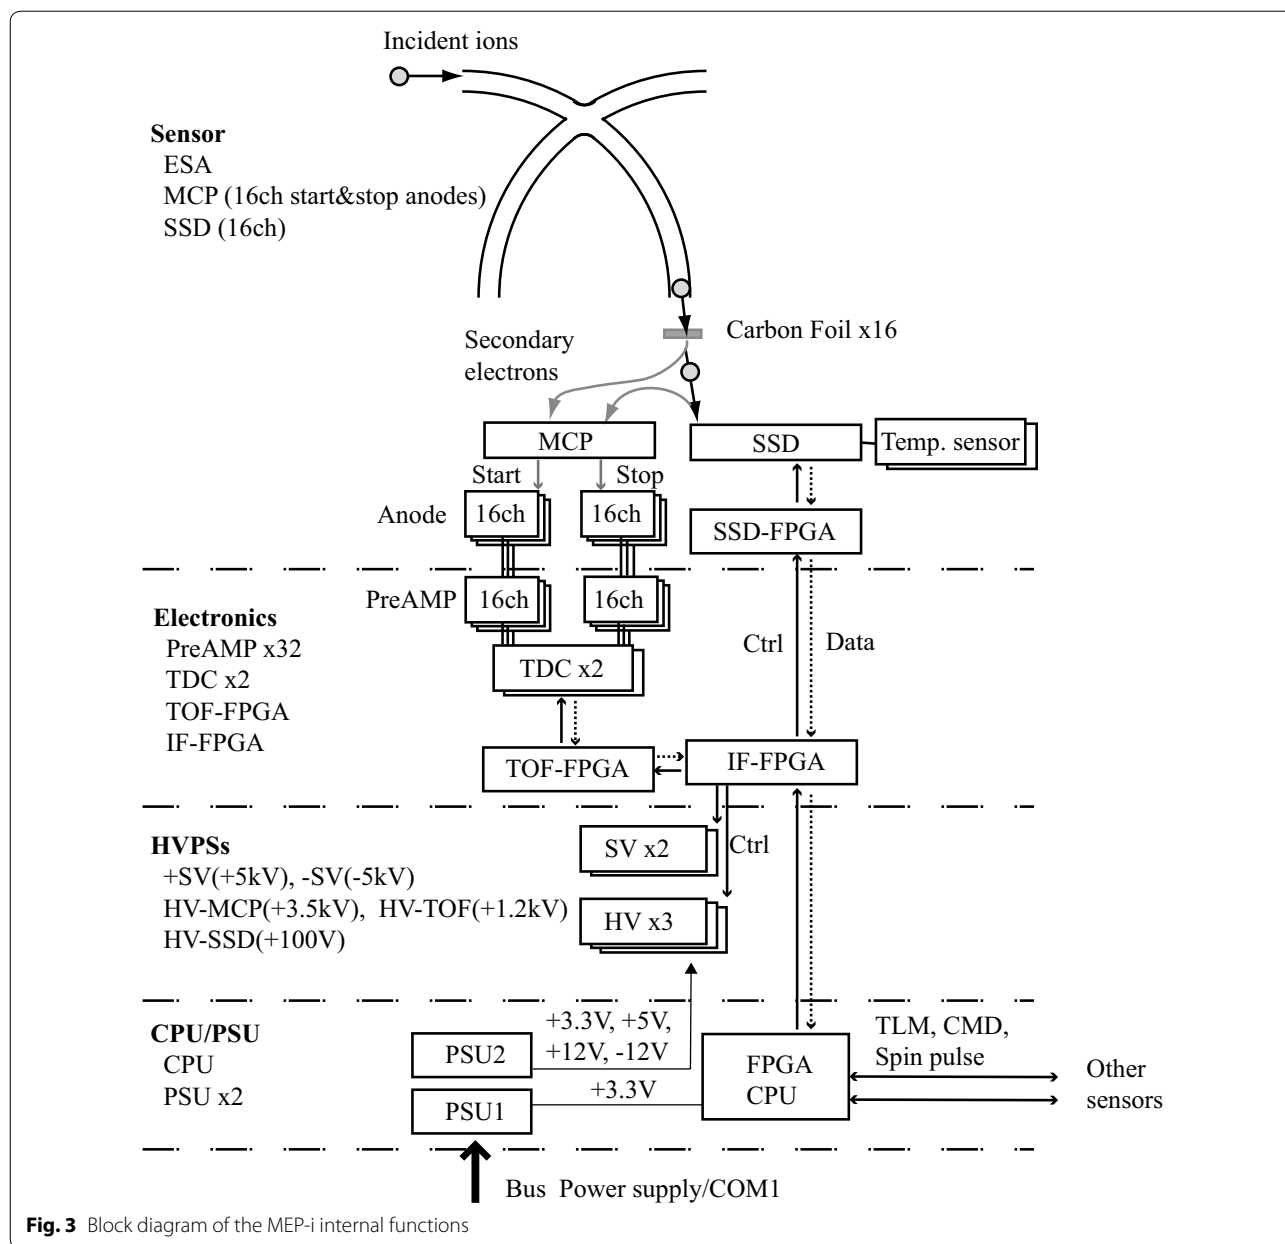 Incident ions
Sensor
ESA
MCP (16ch start&stop anodes)
SSD (16ch)
Carbon Foil x16
Secondary
electrons
MCP
SSD
Temp. sensor
Start
Stop
Anode
16ch
16ch
SSD-FPGA
PreAMP
16ch
16ch
Electronics
PreAMP x32
TDC x2
TOF-FPGA
IF-FPGA
TDC x2
Ctrl
Data
TOF-FPGA
IF-FPGA
HVPSs
+SV(+5kV), -SV(-5kV)
HV-MCP(+3.5kV), HV-TOF(+1.2kV)
HV-SSD(+100V)
SV x2
Ctrl
HV x3
CPU/PSU
CPU
PSU x2
PSU2
+3.3V, +5V,
+12V, -12V
PSU1
+3.3V
FPGA
CPU
TLM, CMD,
Spin pulse
Other
sensors
Bus Power supply/COM1
Fig. 3 Block diagram of the MEP-i internal functions